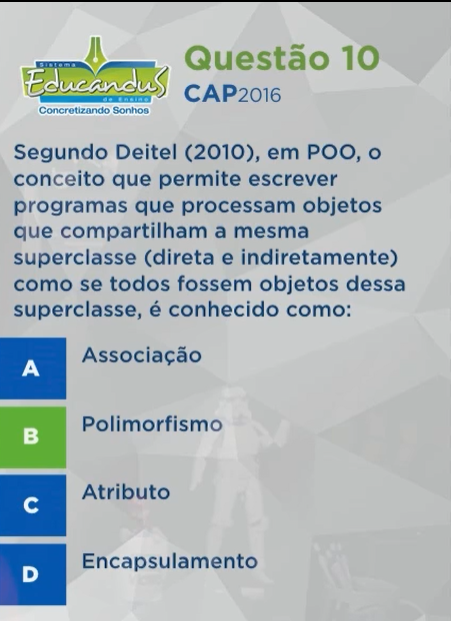 Sistema
Educandus
de Ensino
Concretizando Sonhos
Questão 10
CAP2016
Segundo Deitel (2010), em POO, o
conceito que permite escrever
programas que processam objetos
que compartilham a mesma
superclasse (direta e indiretamente)
como se todos fossem objetos dessa
superclasse, é conhecido como:
A Associação
B Polimorfismo
C Atributo
D Encapsulamento